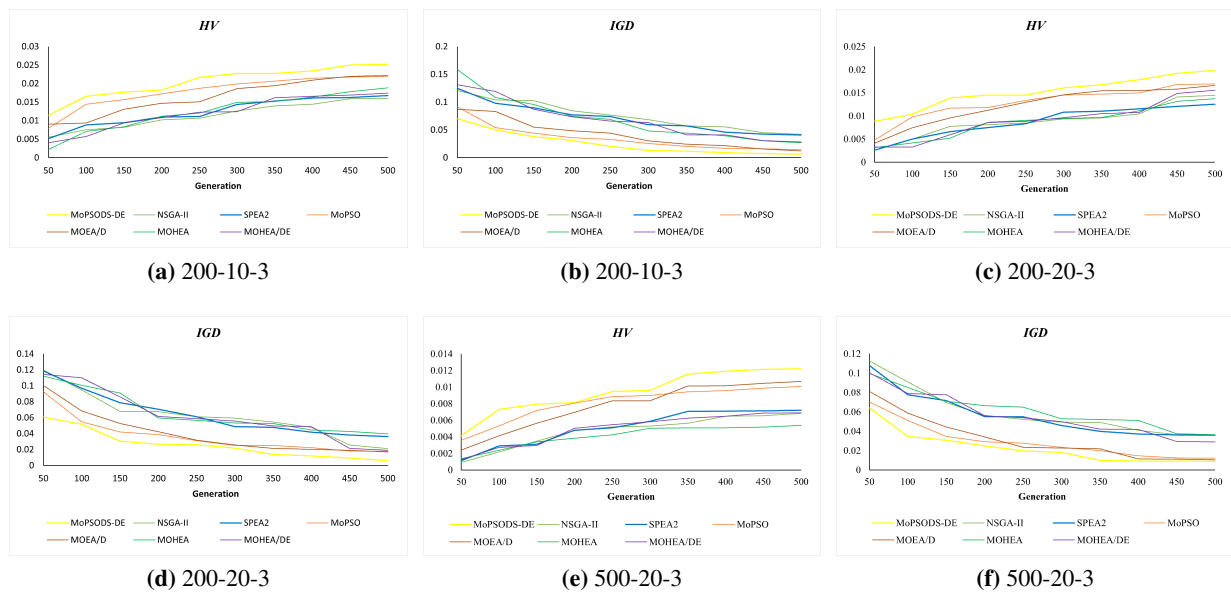 HV
0.03
0.025
0.02
0.015
0.01
0.005
0
50 100 150 200 250 300 350 400 450 500
Generation
MoPSODS-DE NSGA-II SPEA2 MoPSO
MOEA/D MOHEA MOHEA/DE
(a) 200-10-3
IGD
0.2
0.15
0.1
0.05
0
50 100 150 200 250 300 350 400 450 500
Generation
MoPSODS-DE NSGA-II SPEA2 MoPSO
MOEA/D MOHEA MOHEA/DE
(b) 200-10-3
HV
0.025
0.02
0.015
0.01
0.005
0
50 100 150 200 250 300 350 400 450 500
Generation
MoPSODS-DE NSGA-II SPEA2 MoPSO
MOEA/D MOHEA MOHEA/DE
(c) 200-20-3
IGD
0.14
0.12
0.1
0.08
0.06
0.04
0.02
0
50 100 150 200 250 300 350 400 450 500
Generation
MoPSODS-DE NSGA-II SPEA2 MoPSO
MOEA/D MOHEA MOHEA/DE
(d) 200-20-3
HV
0.014
0.012
0.01
0.008
0.006
0.004
0.002
0
50 100 150 200 250 300 350 400 450 500
Generation
MoPSODS-DE NSGA-II SPEA2 MoPSO
MOEA/D MOHEA MOHEA/DE
(e) 500-20-3
IGD
0.12
0.1
0.08
0.06
0.04
0.02
0
50 100 150 200 250 300 350 400 450 500
Generation
MoPSODS-DE NSGA-II SPEA2 MoPSO
MOEA/D MOHEA MOHEA/DE
(f) 500-20-3